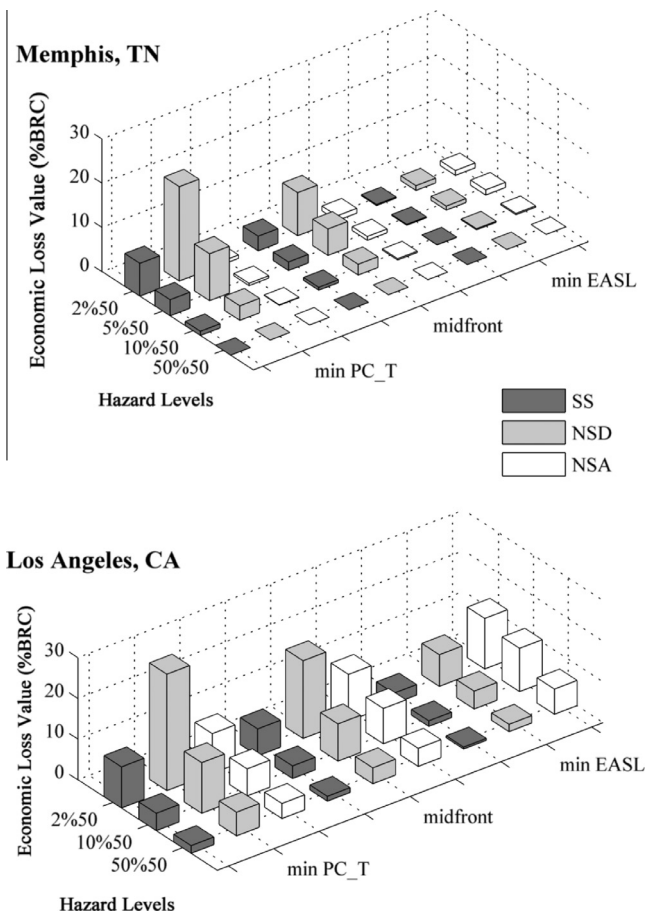 Memphis, TN
Economic Loss Value (%BRC)
30
20
10
0
2%50
5%50
10%50
50%50
Hazard Levels
min PC_T
midfront
min EASL
SS
NSD
NSA
Los Angeles, CA
Economic Loss Value (%BRC)
30
20
10
0
2%50
10%50
50%50
Hazard Levels
min PC_T
midfront
min EASL